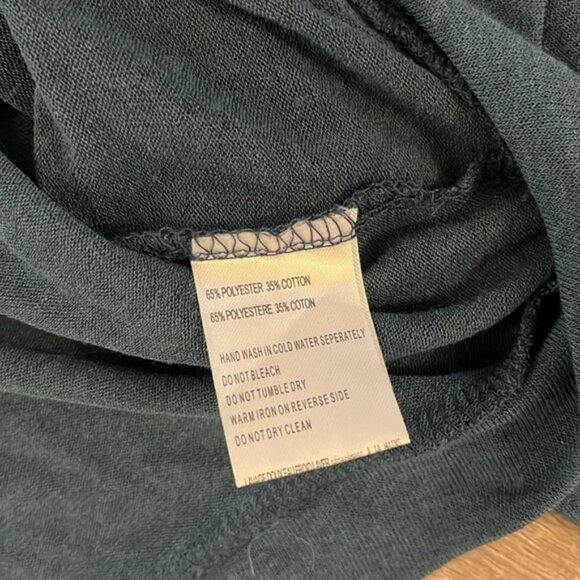 65% POLYESTER 35% COTTON
65% POLYESTERE 35% COTON
HAND WASH IN COLD WATER SEPERATELY
DO NOT BLEACH
DO NOT TUMBLE DRY
WARM IRON ON REVERSE SIDE
DO NOT DRY CLEAN